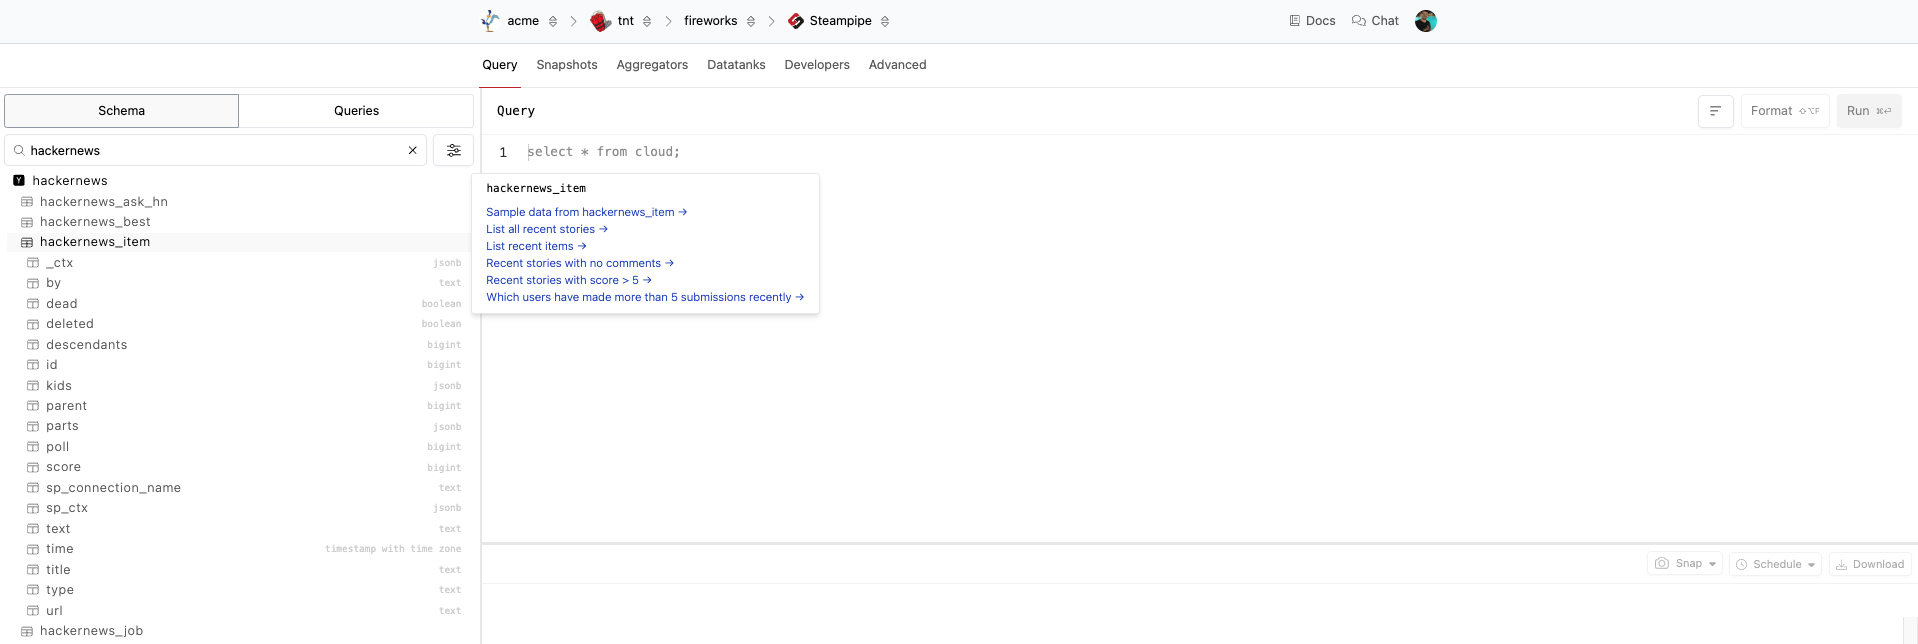 acme tnt fireworks Steampipe Docs Chat
Query Snapshots Aggregators Datatanks Developers Advanced
Schema Queries
hackernews
hackernews
hackernews_ask_hn
hackernews_best
hackernews_item
_ctx jsonb
by text
dead boolean
deleted boolean
descendants bigint
id bigint
kids jsonb
parent bigint
parts jsonb
poll bigint
score bigint
sp_connection_name text
sp_ctx jsonb
text text
time timestamp with time zone
title text
type text
url text
hackernews_job
Query Format ⇧⌥F Run ⌘↵
1 select * from cloud;
hackernews_item
Sample data from hackernews_item →
List all recent stories →
List recent items →
Recent stories with no comments →
Recent stories with score > 5 →
Which users have made more than 5 submissions recently →
Snap Schedule Download